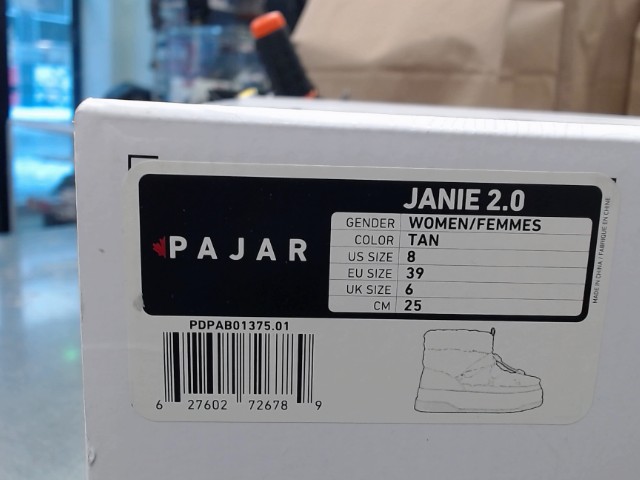 JANIE 2.0
PAJAR
GENDER WOMEN/FEMMES
COLOR TAN
US SIZE 8
EU SIZE 39
UK SIZE 6
CM 25
MADE IN CHINA / FABRIQUÉ EN CHINE
PDPAB01375.01
6 27602 72678 9